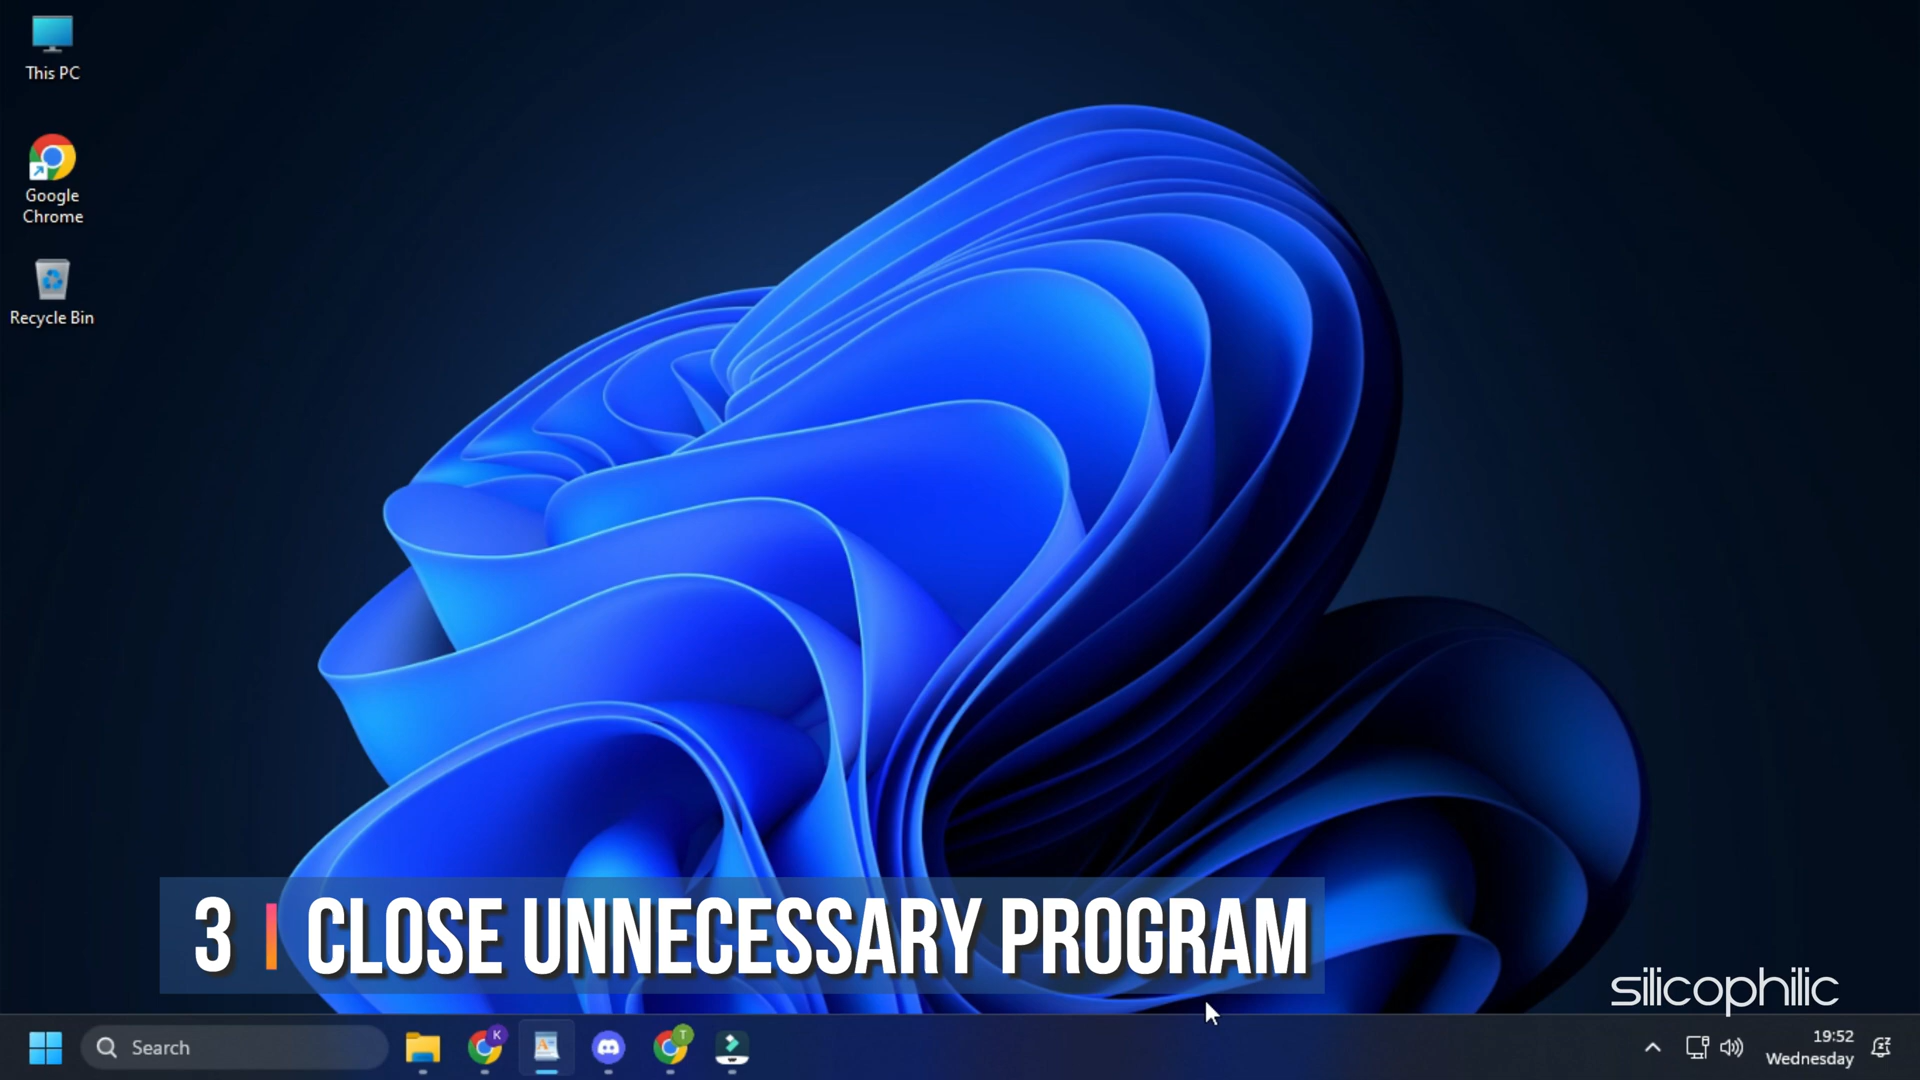 This PC
Google
Chrome
Recycle Bin
3 CLOSE UNNECESSARY PROGRAM
silicophilic
Search
K
T
19:52
Wednesday